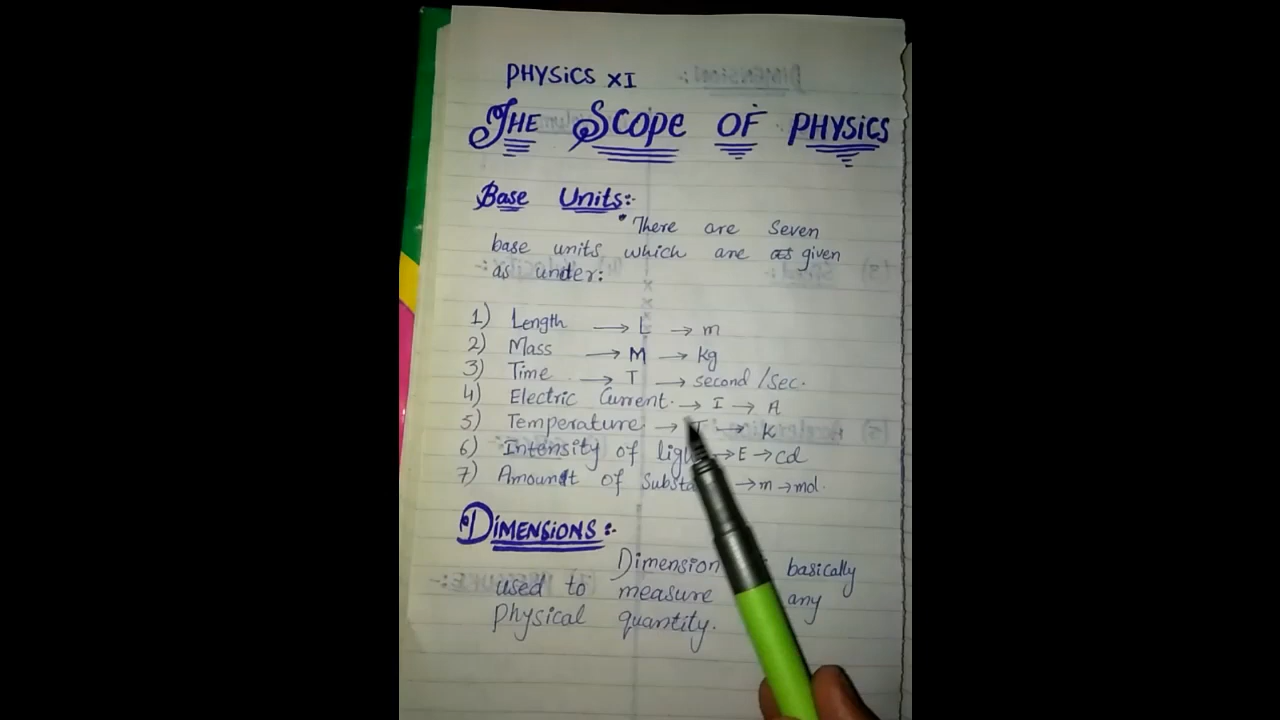 PHYSICS XI
THE SCOPE OF PHYSICS
Base Units:-
There are seven
base units which are as given
as under:
1) Length → L → m
2) Mass → M → kg
3) Time → T → second/sec.
4) Electric Current → I → A
5) Temperature → T → K
6) Intensity of → E → cd
7) Amount of → m → mol.
DIMENSIONS:-
Dimension basically
used to measure any
physical quantity.